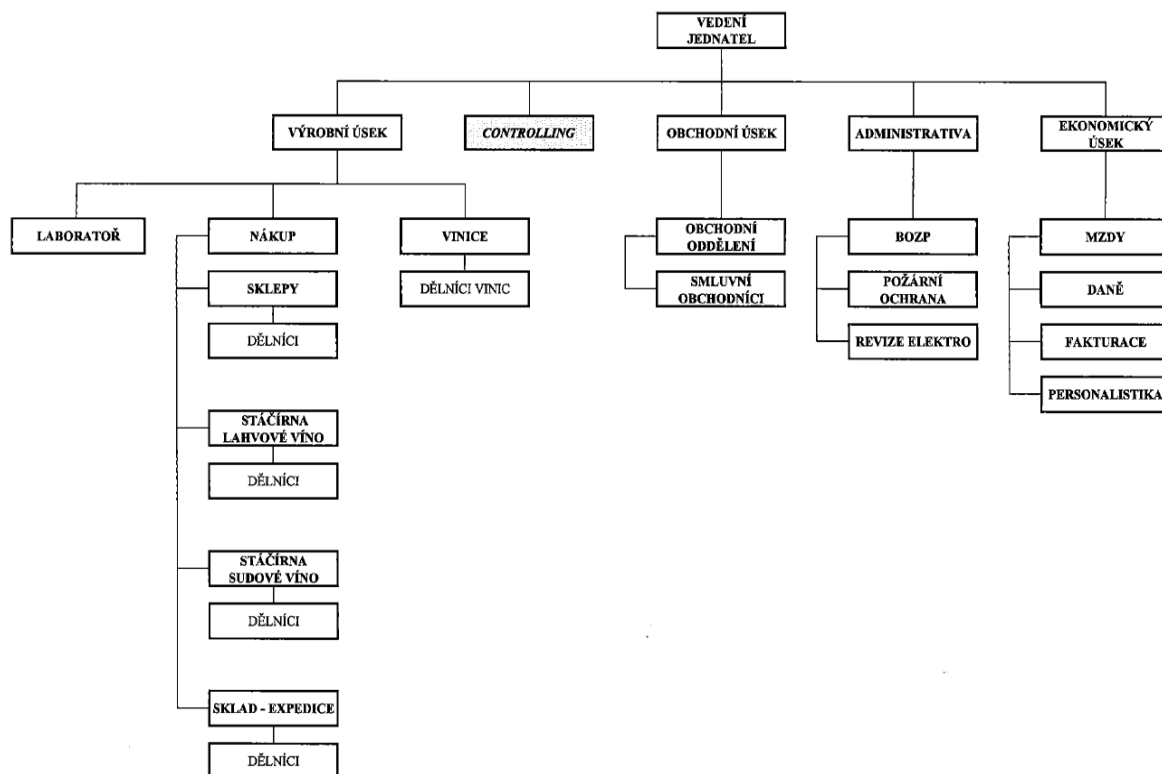 VEDENÍ
JEDNATEL
VÝROBNÍ ÚSEK
CONTROLLING
OBCHODNÍ ÚSEK
ADMINISTRATIVA
EKONOMICKÝ
ÚSEK
LABORATOŘ
NÁKUP
VINICE
OBCHODNÍ
ODDĚLENÍ
BOZP
MZDY
SKLEPY
DĚLNÍCI VINIC
SMLUVNÍ
OBCHODNÍCI
POŽÁRNÍ
OCHRANA
DANĚ
DĚLNÍCI
REVIZE ELEKTRO
FAKTURACE
PERSONALISTIKA
STÁČÍRNA
LAHVOVÉ VÍNO
DĚLNÍCI
STÁČÍRNA
SUDOVÉ VÍNO
DĚLNÍCI
SKLAD - EXPEDICE
DĚLNÍCI